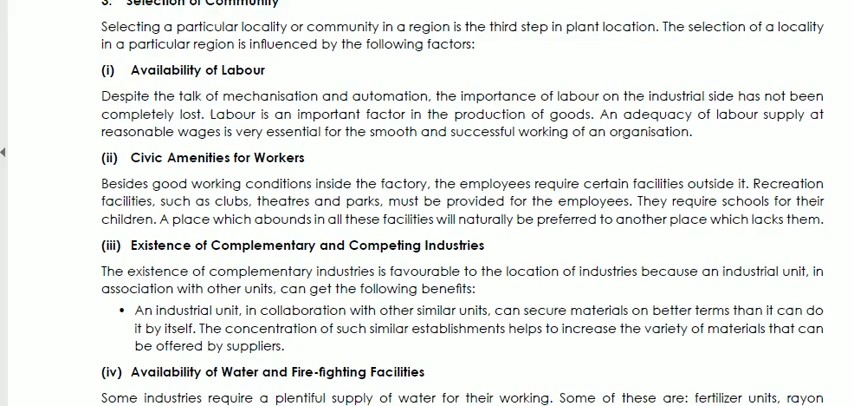 3. Selection of Community
Selecting a particular locality or community in a region is the third step in plant location. The selection of a locality
in a particular region is influenced by the following factors:
(i) Availability of Labour
Despite the talk of mechanisation and automation, the importance of labour on the industrial side has not been
completely lost. Labour is an important factor in the production of goods. An adequacy of labour supply at
reasonable wages is very essential for the smooth and successful working of an organisation.
(ii) Civic Amenities for Workers
Besides good working conditions inside the factory, the employees require certain facilities outside it. Recreation
facilities, such as clubs, theatres and parks, must be provided for the employees. They require schools for their
children. A place which abounds in all these facilities will naturally be preferred to another place which lacks them.
(iii) Existence of Complementary and Competing Industries
The existence of complementary industries is favourable to the location of industries because an industrial unit, in
association with other units, can get the following benefits:
• An industrial unit, in collaboration with other similar units, can secure materials on better terms than it can do
it by itself. The concentration of such similar establishments helps to increase the variety of materials that can
be offered by suppliers.
(iv) Availability of Water and Fire-fighting Facilities
Some industries require a plentiful supply of water for their working. Some of these are: fertilizer units, rayon